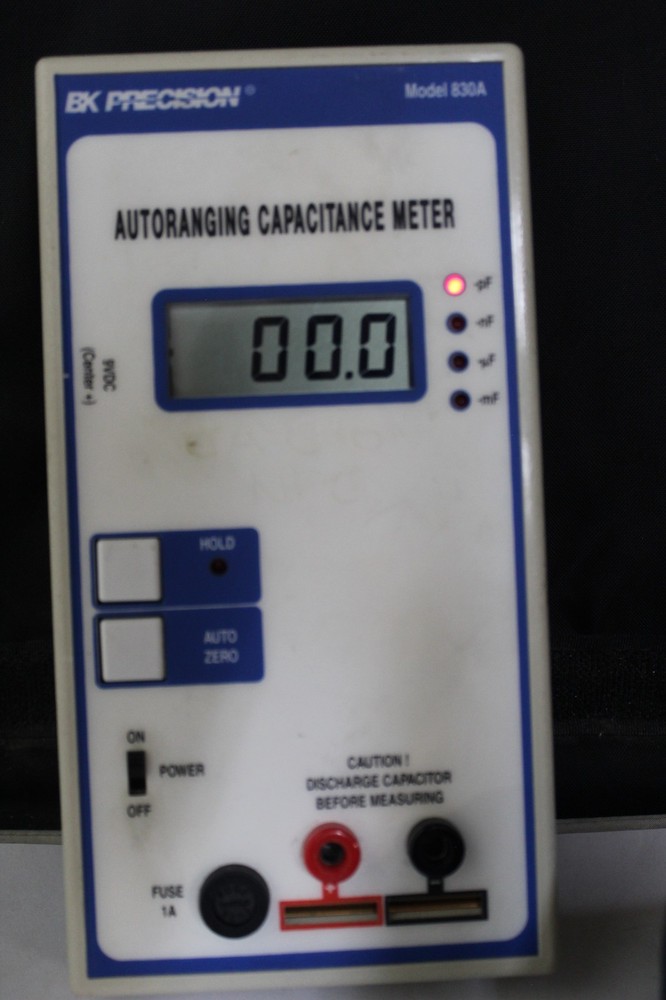 BK PRECISION®
Model 830A
AUTORANGING CAPACITANCE METER
-pF
00.0
-nF
-µF
-mF
9VDC
(Center +)
HOLD
AUTO
ZERO
ON
POWER
OFF
CAUTION !
DISCHARGE CAPACITOR
BEFORE MEASURING
FUSE
1A
+
-